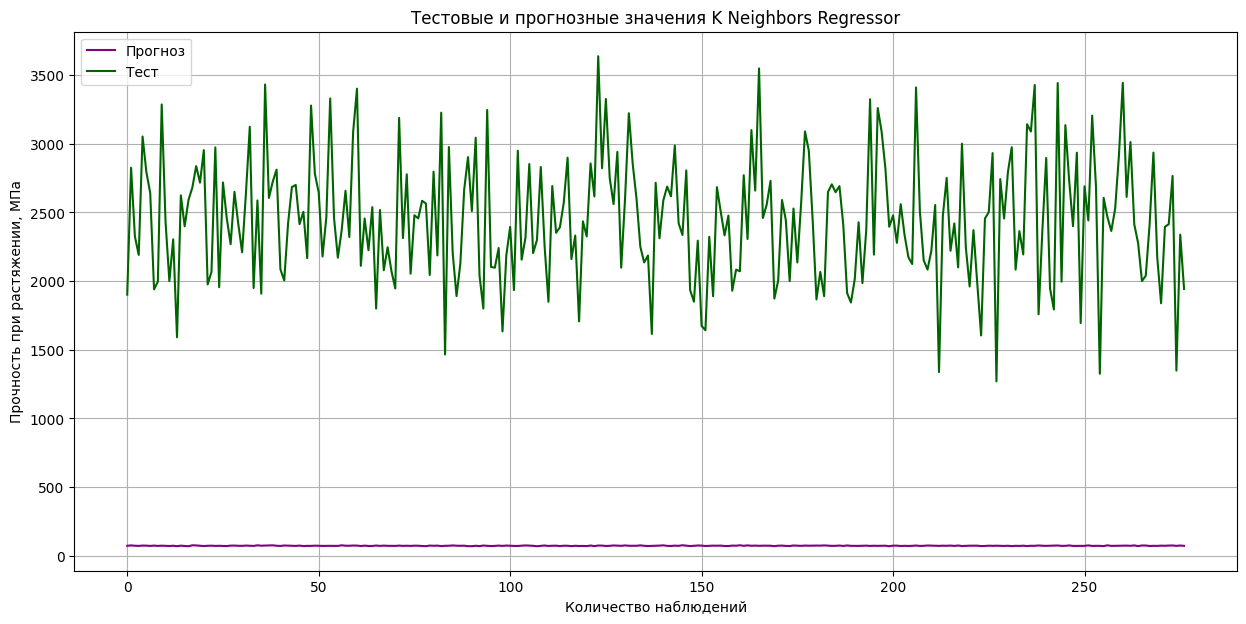 Тестовые и прогнозные значения K Neighbors Regressor
Прогноз
Тест
Прочность при растяжении, МПа
3500
3000
2500
2000
1500
1000
500
0
0 50 100 150 200 250
Количество наблюдений